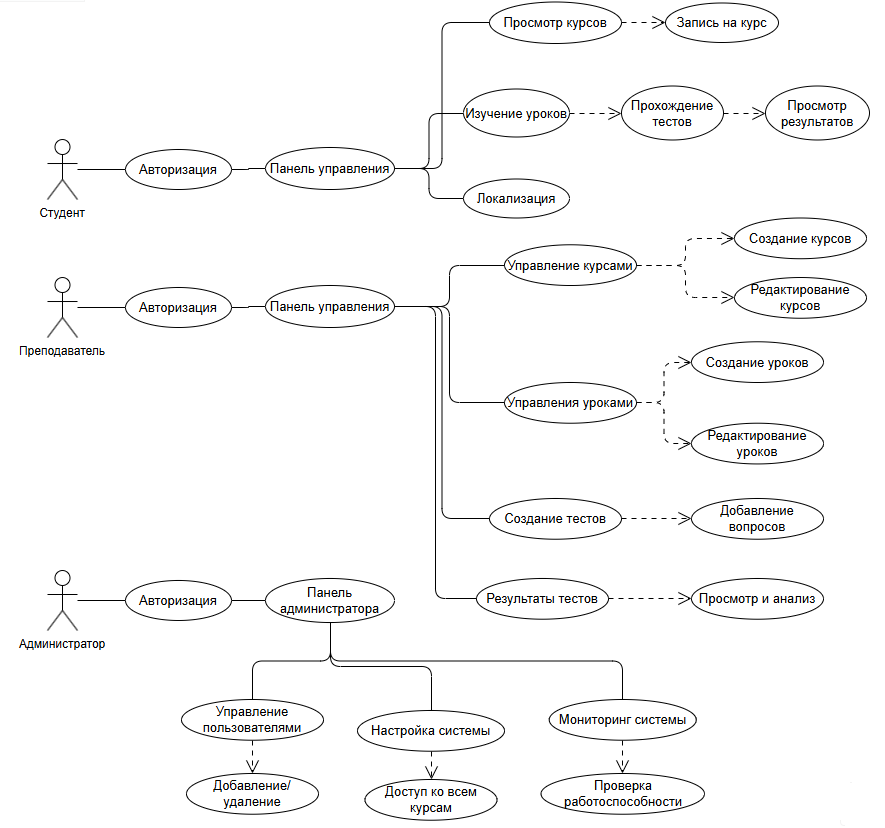 Просмотр курсов
Запись на курс
Изучение уроков
Прохождение
тестов
Просмотр
результатов
Авторизация
Панель управления
Локализация
Студент
Создание курсов
Управление курсами
Редактирование
курсов
Авторизация
Панель управления
Преподаватель
Создание уроков
Управления уроками
Редактирование
уроков
Создание тестов
Добавление
вопросов
Авторизация
Панель
администратора
Результаты тестов
Просмотр и анализ
Администратор
Управление
пользователями
Настройка системы
Мониторинг системы
Добавление/
удаление
Доступ ко всем
курсам
Проверка
работоспособности